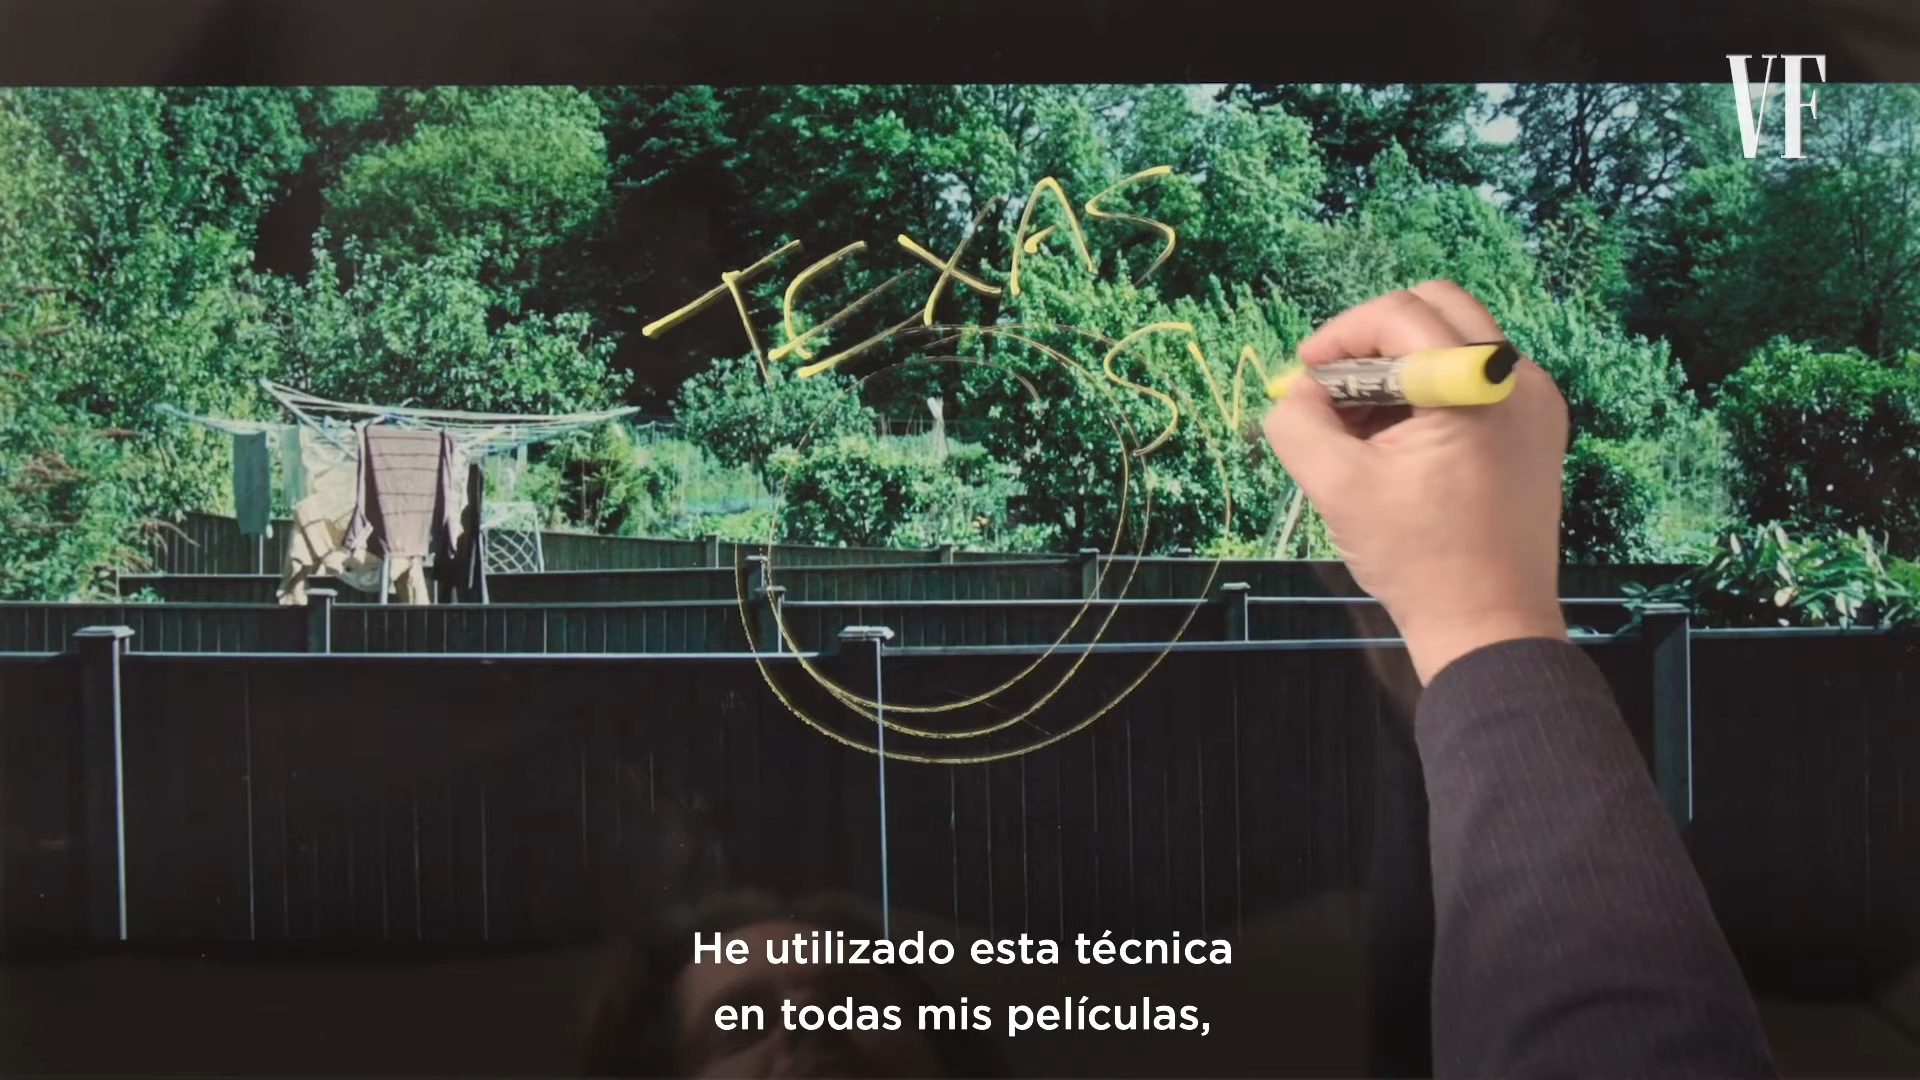 VF
TEXAS
SW
He utilizado esta técnica
en todas mis películas,